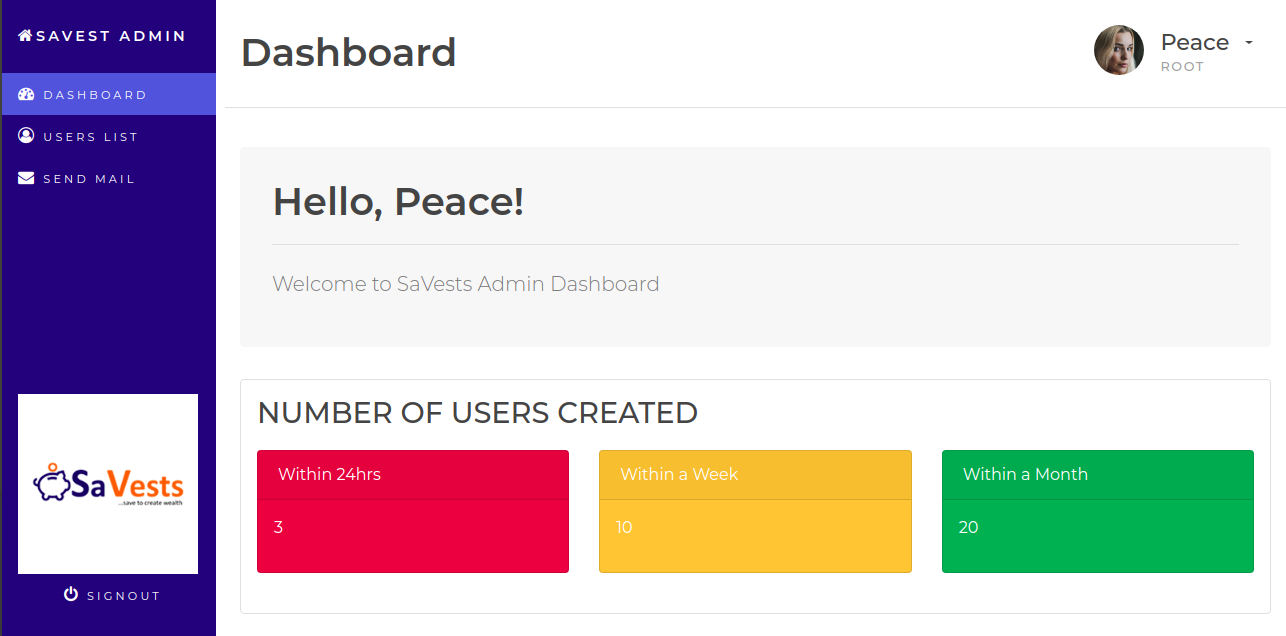 SAVEST ADMIN
DASHBOARD
USERS LIST
SEND MAIL
SaVests
...save to create wealth
SIGNOUT
Dashboard
Peace
ROOT
Hello, Peace!
Welcome to SaVests Admin Dashboard
NUMBER OF USERS CREATED
Within 24hrs
3
Within a Week
10
Within a Month
20